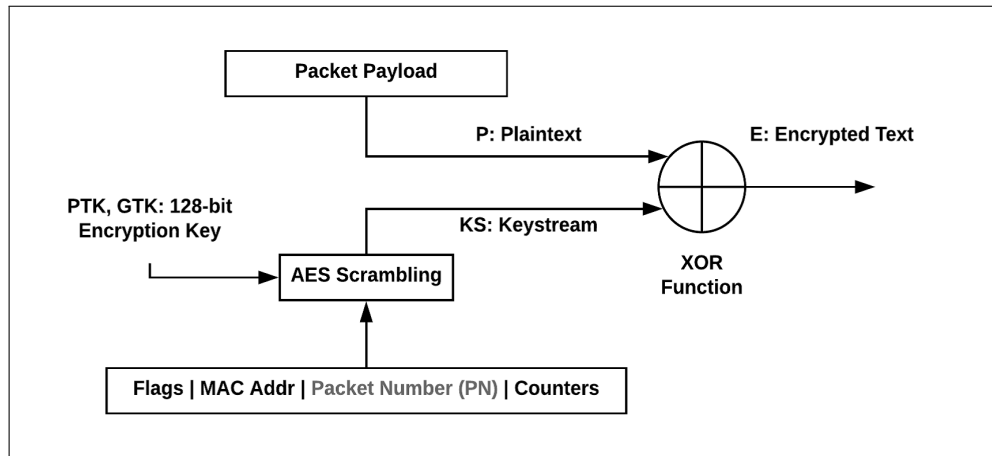 Packet Payload
P: Plaintext
E: Encrypted Text
PTK, GTK: 128-bit
Encryption Key
KS: Keystream
AES Scrambling
XOR
Function
Flags | MAC Addr | Packet Number (PN) | Counters